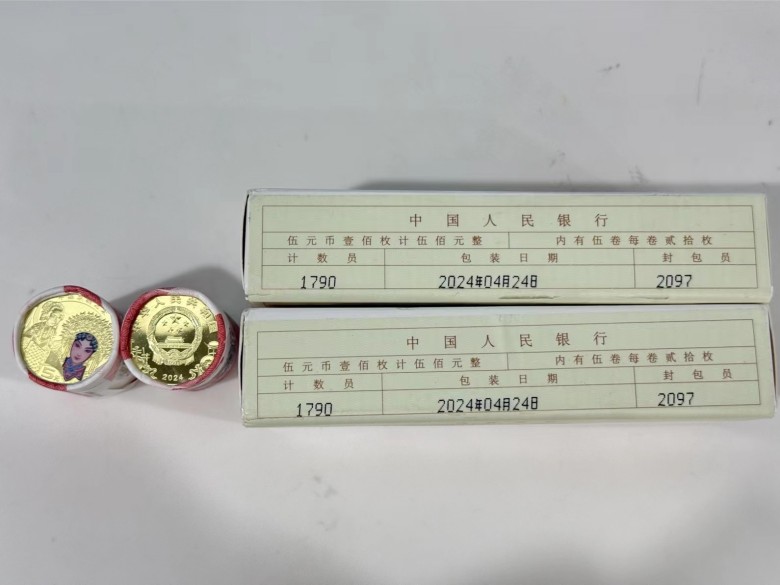 中国人民银行
伍元币壹佰枚计伍佰元整 内有伍卷每卷贰拾枚
计数员 包装日期 封包员
1790 2024年04月24日 2097
中国人民银行
伍元币壹佰枚计伍佰元整 内有伍卷每卷贰拾枚
计数员 包装日期 封包员
1790 2024年04月24日 2097
5
2024